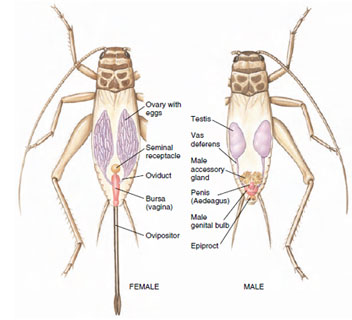 Ovary with
eggs
Seminal
receptacle
Oviduct
Bursa
(vagina)
Ovipositor
FEMALE
Testis
Vas
deferens
Male
accessory
gland
Penis
(Aedeagus)
Male
genital bulb
Epiproct
MALE